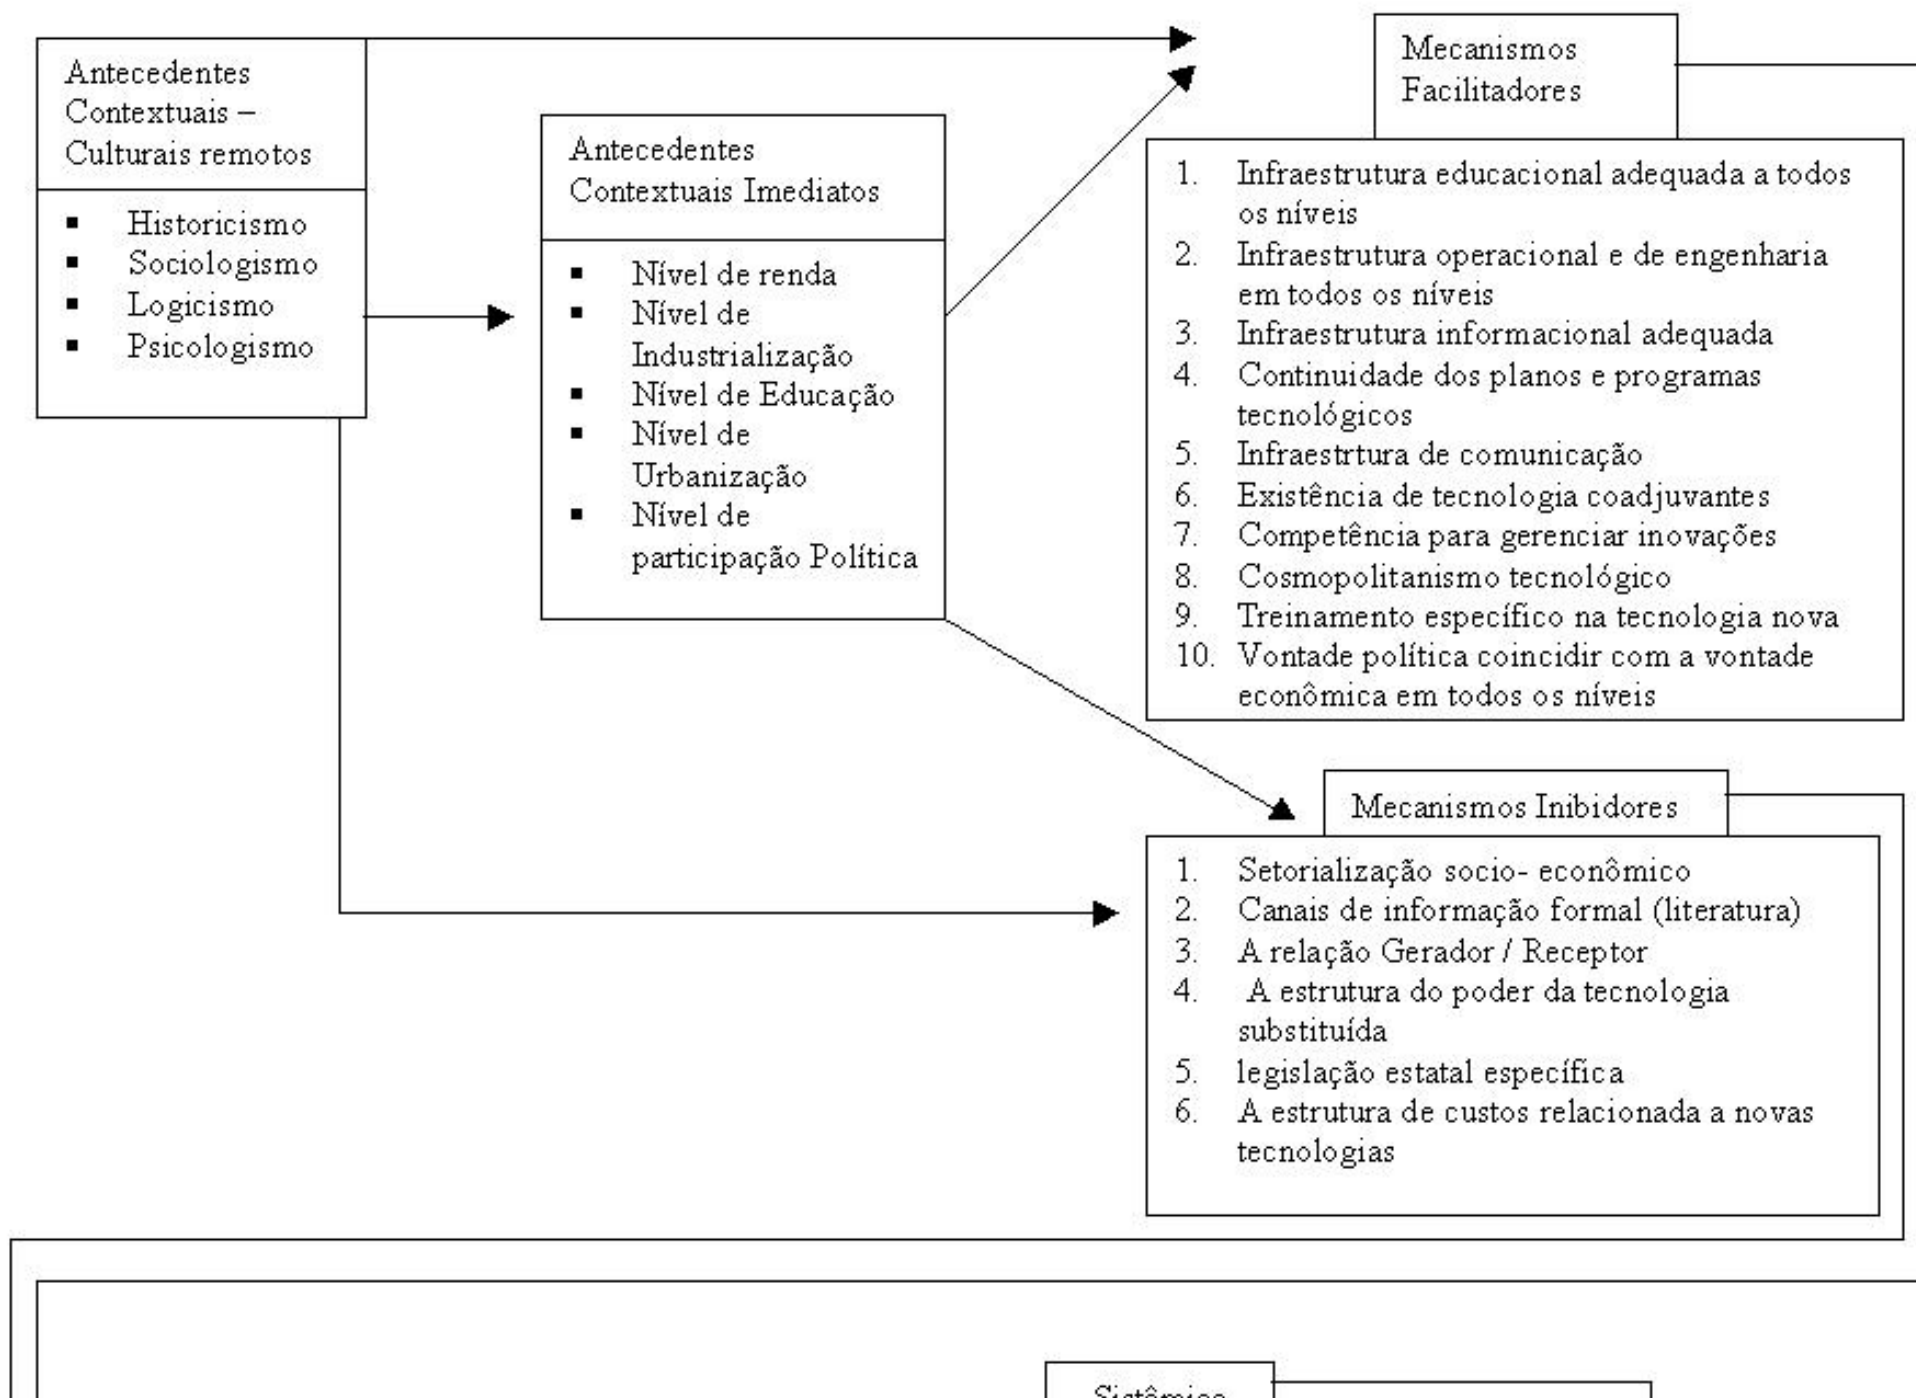 Antecedentes
Contextuais –
Culturais remotos
▪ Historicismo
▪ Sociologismo
▪ Logicismo
▪ Psicologismo
Antecedentes
Contextuais Imediatos
▪ Nível de renda
▪ Nível de
Industrialização
▪ Nível de Educação
▪ Nível de
Urbanização
▪ Nível de
participação Política
Mecanismos
Facilitadores
1. Infraestrutura educacional adequada a todos
os níveis
2. Infraestrutura operacional e de engenharia
em todos os níveis
3. Infraestrutura informacional adequada
4. Continuidade dos planos e programas
tecnológicos
5. Infraestrtura de comunicação
6. Existência de tecnologia coadjuvantes
7. Competência para gerenciar inovações
8. Cosmopolitanismo tecnológico
9. Treinamento específico na tecnologia nova
10. Vontade política coincidir com a vontade
econômica em todos os níveis
Mecanismos Inibidores
1. Setorialização socio- econômico
2. Canais de informação formal (literatura)
3. A relação Gerador / Receptor
4. A estrutura do poder da tecnologia
substituída
5. legislação estatal específica
6. A estrutura de custos relacionada a novas
tecnologias
Sistêmico